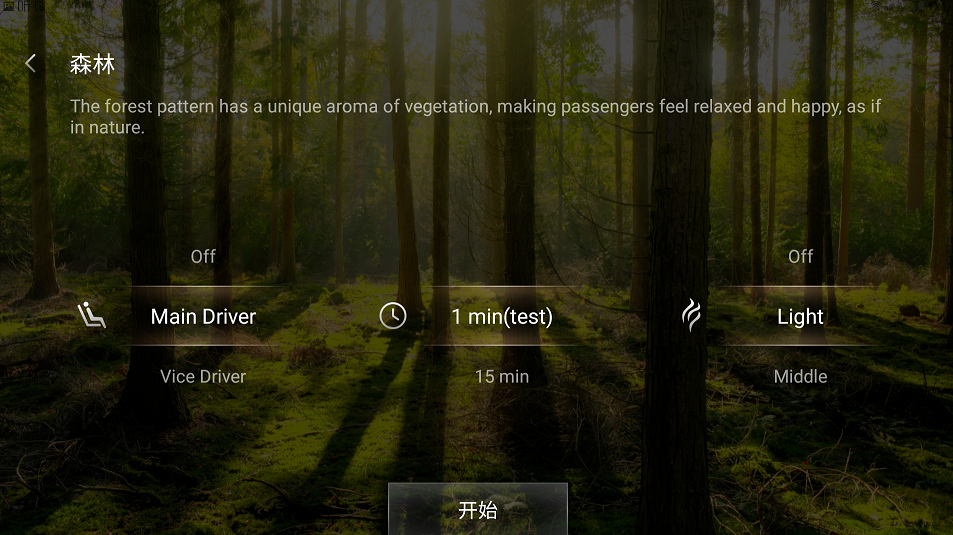 森林
The forest pattern has a unique aroma of vegetation, making passengers feel relaxed and happy, as if
in nature.
Off
Off
Main Driver
1 min(test)
Light
Vice Driver
15 min
Middle
开始